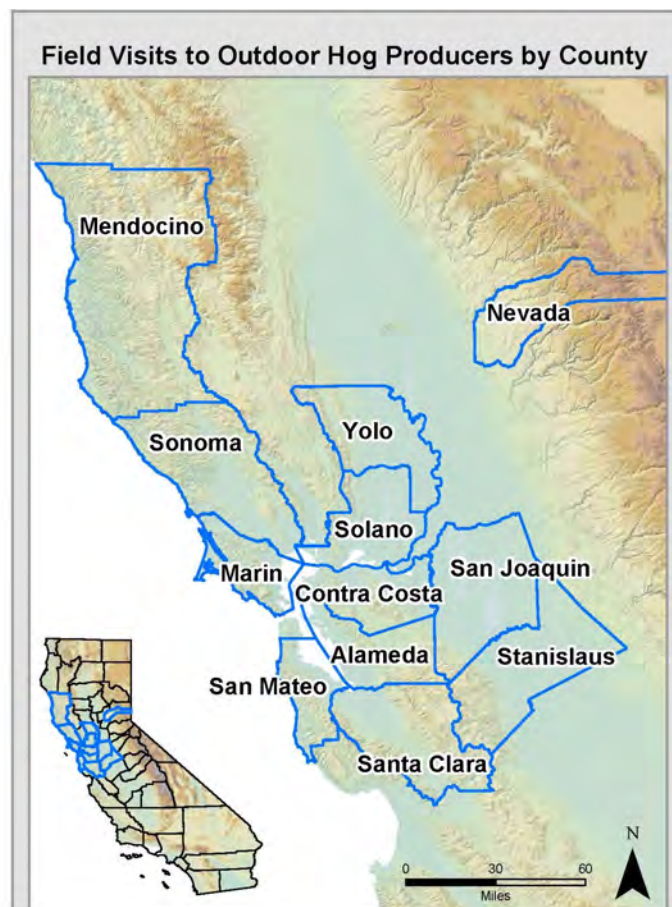 Field Visits to Outdoor Hog Producers by County
Mendocino
Nevada
Sonoma
Yolo
Solano
Marin
San Joaquin
Contra Costa
Alameda
Stanislaus
San Mateo
Santa Clara
N
0 30 60
Miles